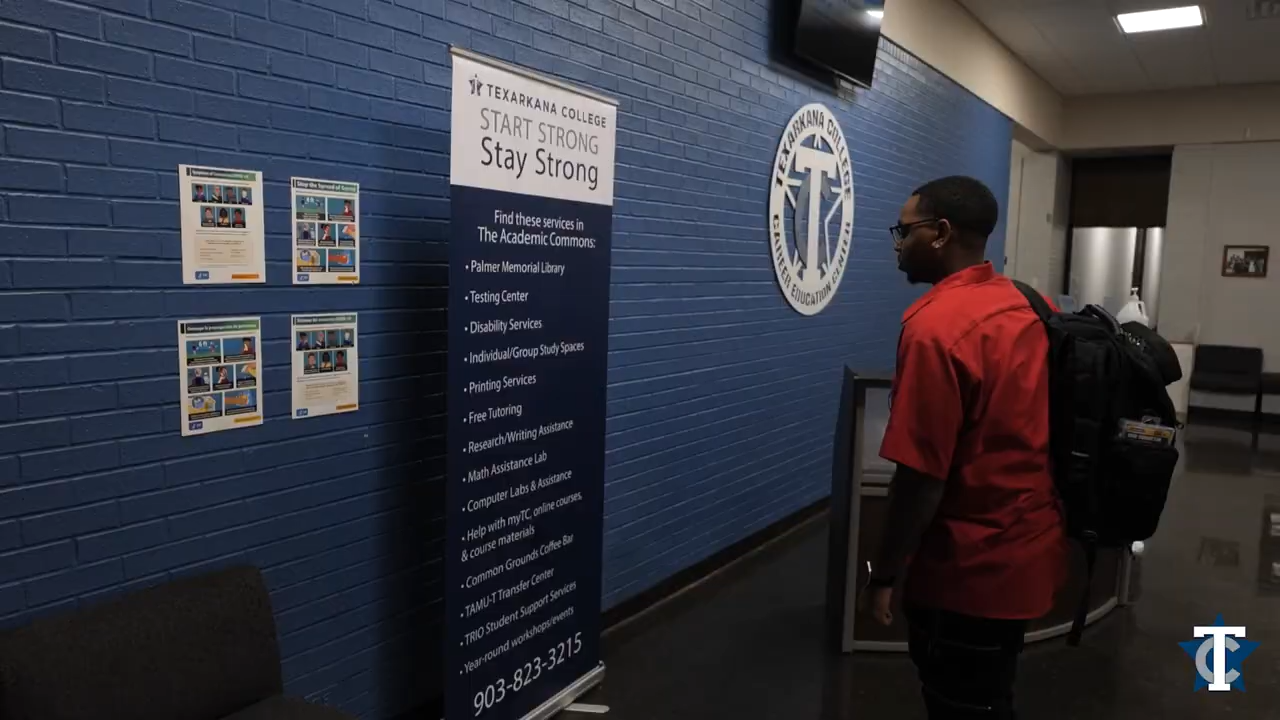 TEXARKANA COLLEGE
START STRONG
Stay Strong
Find these services in
The Academic Commons:
• Palmer Memorial Library
• Testing Center
• Disability Services
• Individual/Group Study Spaces
• Printing Services
• Free Tutoring
• Research/Writing Assistance
• Math Assistance Lab
• Computer Labs & Assistance
• Help with myTC, online courses,
& course materials
• Common Grounds Coffee Bar
• TAMU-T Transfer Center
• TRIO Student Support Services
• Year-round workshops/events
903-823-3215
TEXARKANA COLLEGE
TC
CAREER EDUCATION CENTER
Stop the Spread of Germs
TC